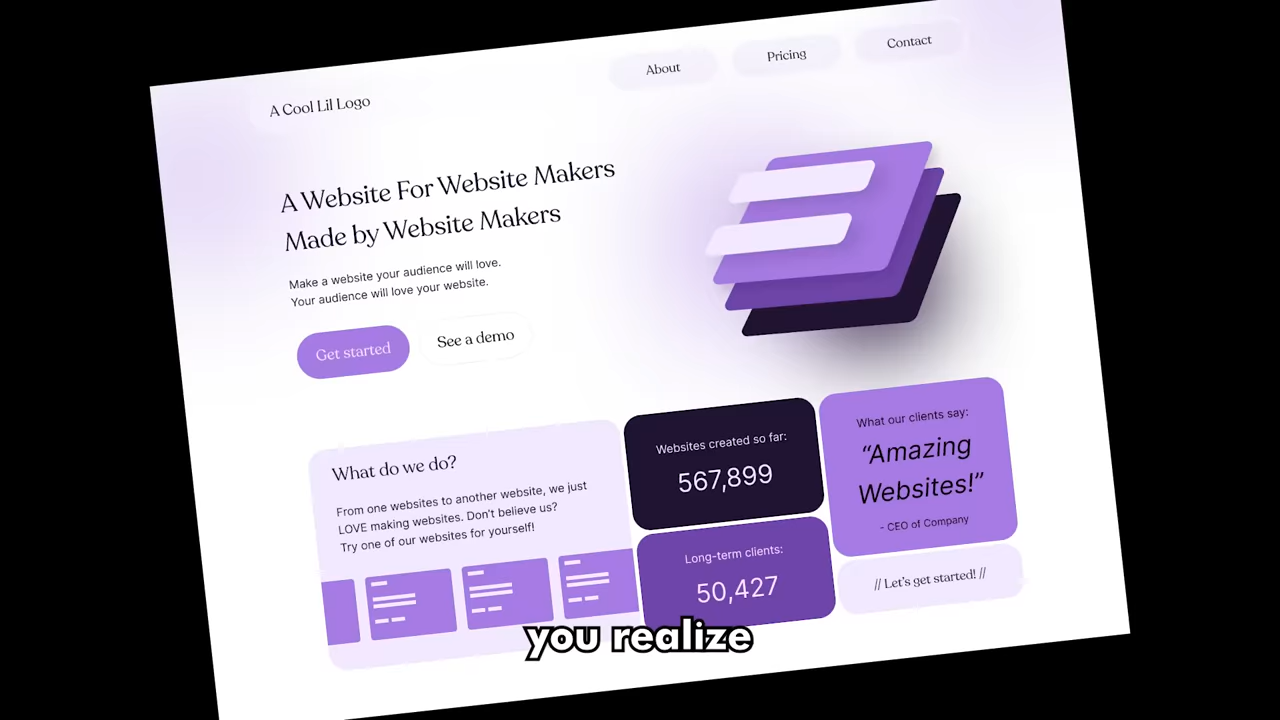 A Cool Lil Logo
About
Pricing
Contact
A Website For Website Makers
Made by Website Makers
Make a website your audience will love.
Your audience will love your website.
Get started
See a demo
What do we do?
From one websites to another website, we just
LOVE making websites. Don't believe us?
Try one of our websites for yourself!
Websites created so far:
567,899
Long-term clients:
50,427
What our clients say:
“Amazing
Websites!”
- CEO of Company
// Let's get started! //
you realize